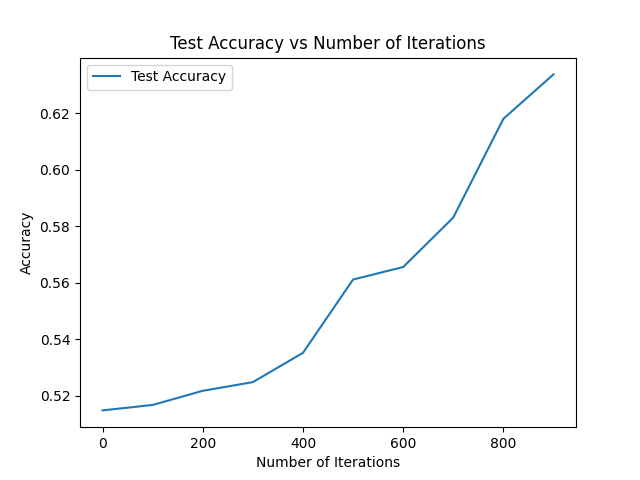 Test Accuracy vs Number of Iterations
Test Accuracy
0.62
0.60
0.58
0.56
0.54
0.52
Accuracy
0 200 400 600 800
Number of Iterations